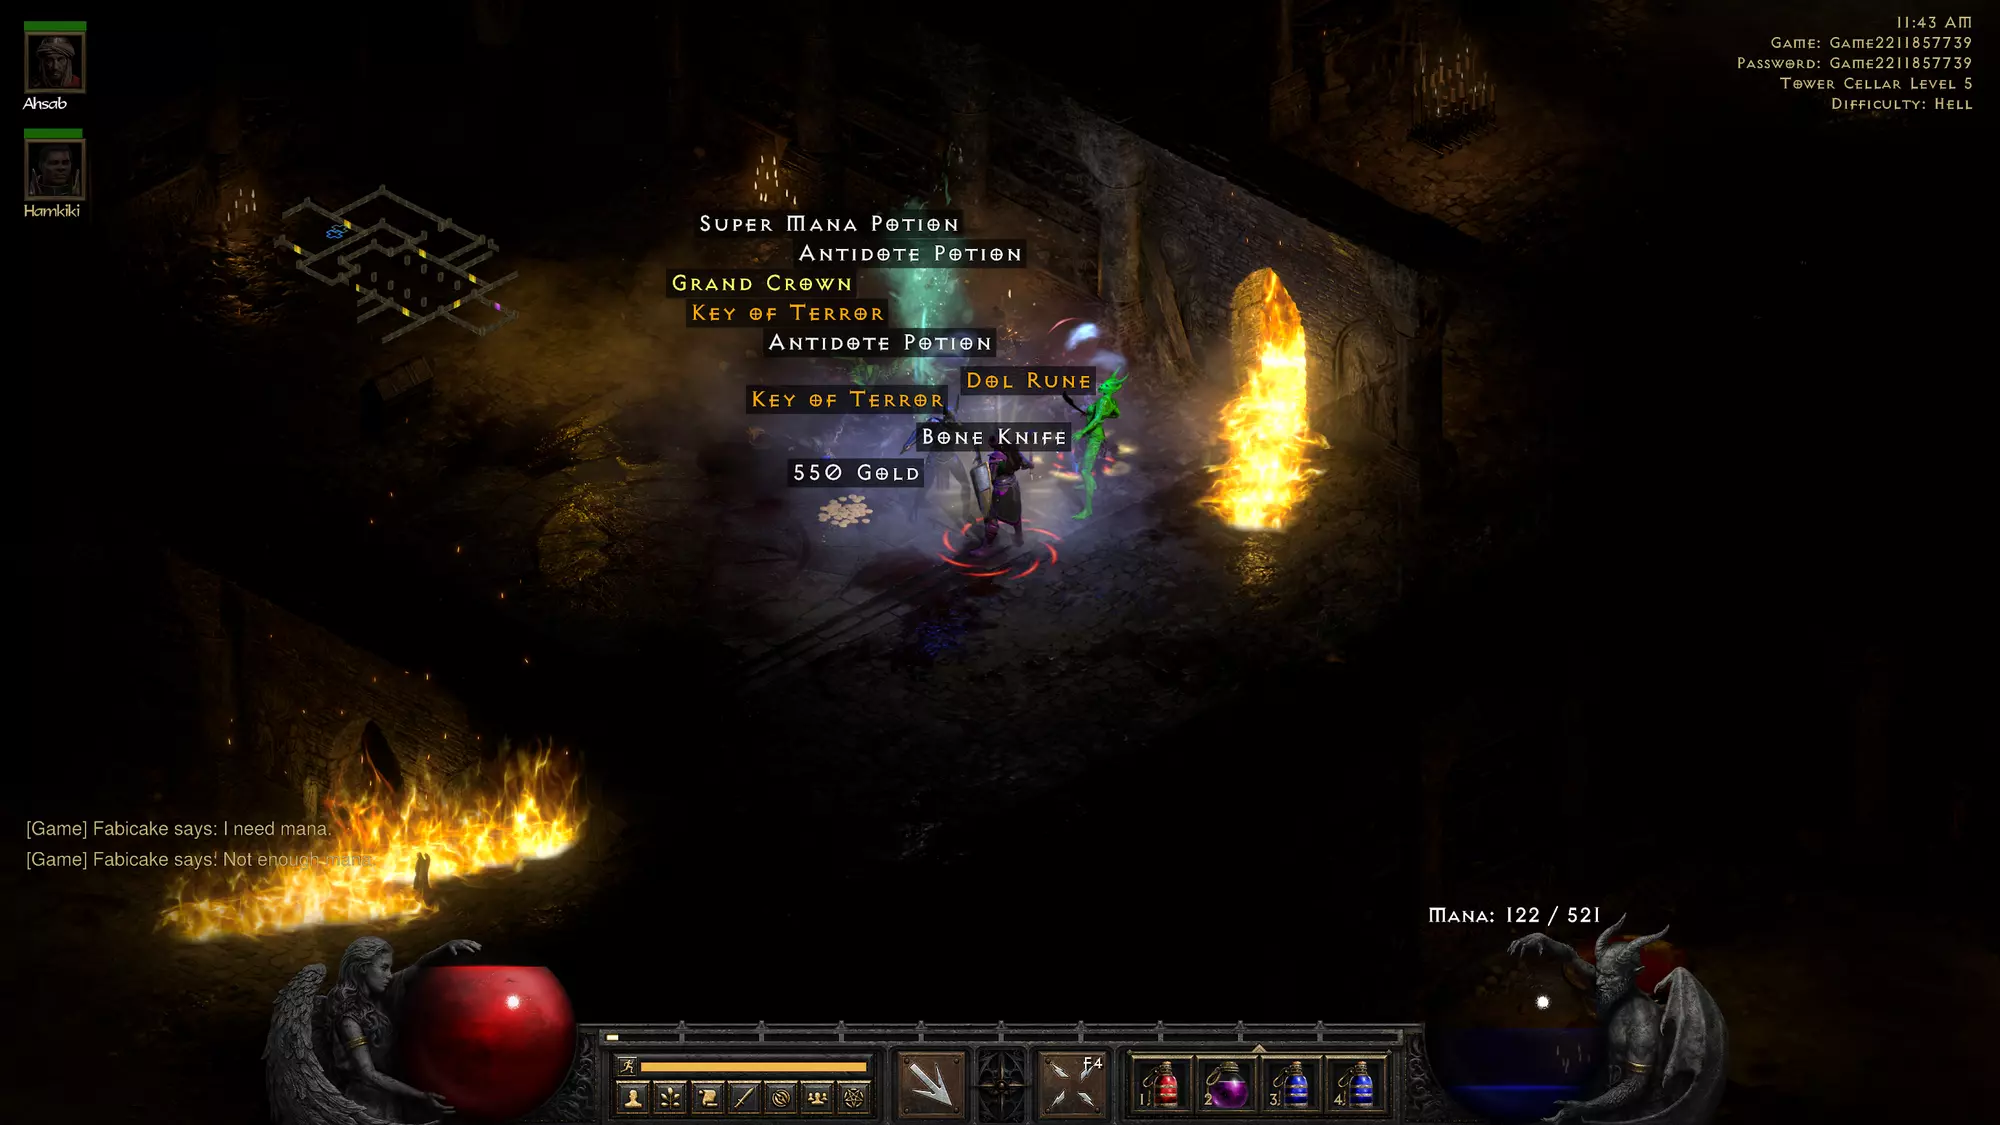 11:43 AM
Game: Game2211857739
Password: Game2211857739
Tower Cellar Level 5
Difficulty: Hell
Ahsab
Hamkiki
Super Mana Potion
Antidote Potion
Grand Crown
Key of Terror
Antidote Potion
Dol Rune
Key of Terror
Bone Knife
550 Gold
[Game] Fabicake says: I need mana.
[Game] Fabicake says: Not enough mana.
Mana: 122 / 521
F4
1
2
3
4